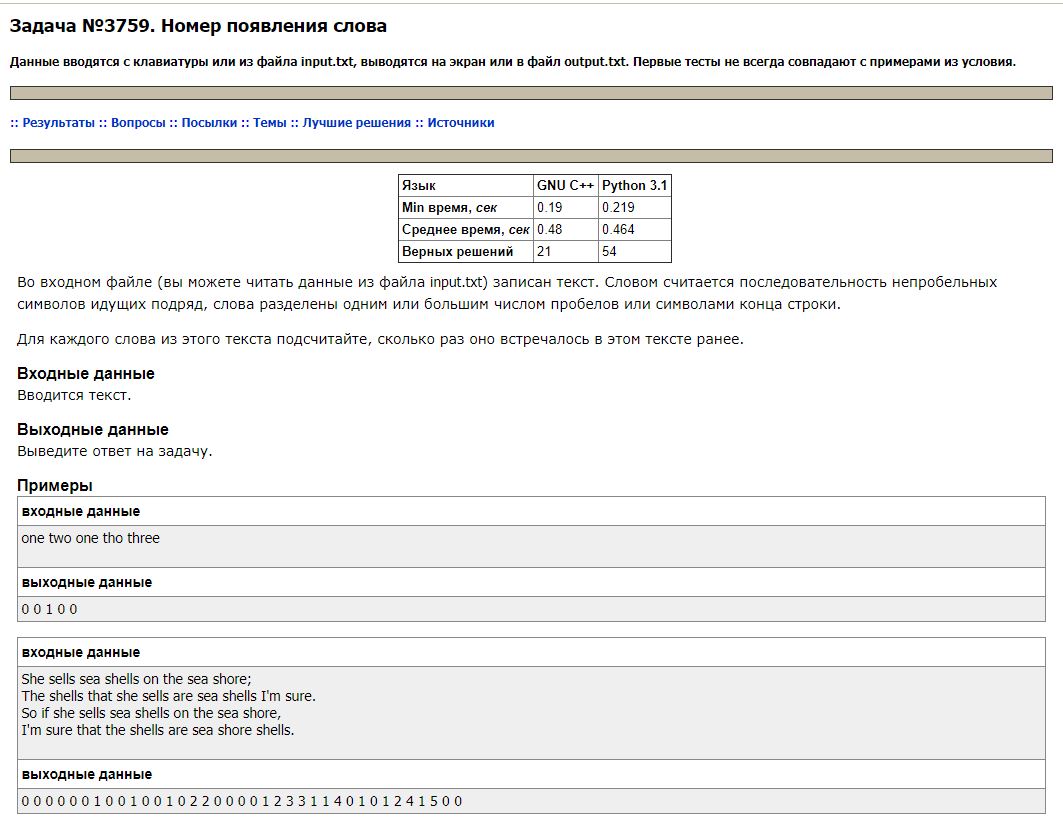 Задача №3759. Номер появления слова
Данные вводятся с клавиатуры или из файла input.txt, выводятся на экран или в файл output.txt. Первые тесты не всегда совпадают с примерами из условия.
:: Результаты :: Вопросы :: Посылки :: Темы :: Лучшие решения :: Источники
Язык GNU C++ Python 3.1
Min время, сек 0.19 0.219
Среднее время, сек 0.48 0.464
Верных решений 21 54
Во входном файле (вы можете читать данные из файла input.txt) записан текст. Словом считается последовательность непробельных
символов идущих подряд, слова разделены одним или большим числом пробелов или символами конца строки.
Для каждого слова из этого текста подсчитайте, сколько раз оно встречалось в этом тексте ранее.
Входные данные
Вводится текст.
Выходные данные
Выведите ответ на задачу.
Примеры
входные данные
one two one tho three
выходные данные
0 0 1 0 0
входные данные
She sells sea shells on the sea shore;
The shells that she sells are sea shells I'm sure.
So if she sells sea shells on the sea shore,
I'm sure that the shells are sea shore shells.
выходные данные
0 0 0 0 0 0 1 0 0 1 0 0 1 0 2 2 0 0 0 0 1 2 3 3 1 1 4 0 1 0 1 2 4 1 5 0 0